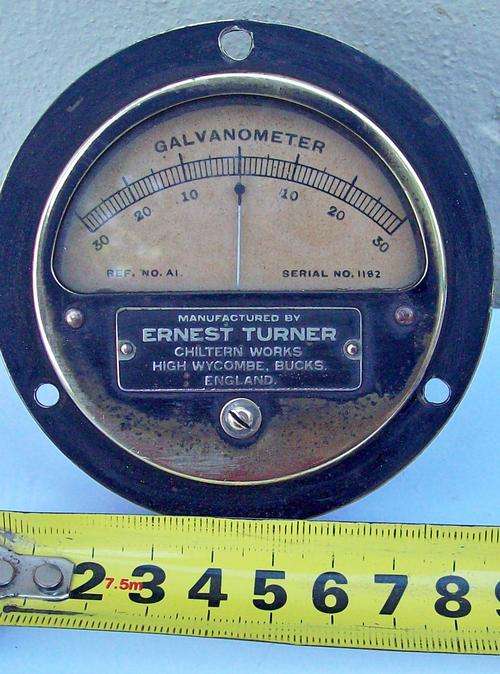 GALVANOMETER
30 20 10 10 20 30
REF. NO. A1. SERIAL NO. 1182
MANUFACTURED BY
ERNEST TURNER
CHILTERN WORKS
HIGH WYCOMBE, BUCKS.
ENGLAND.
2 7.5m 3 4 5 6 7 8 9